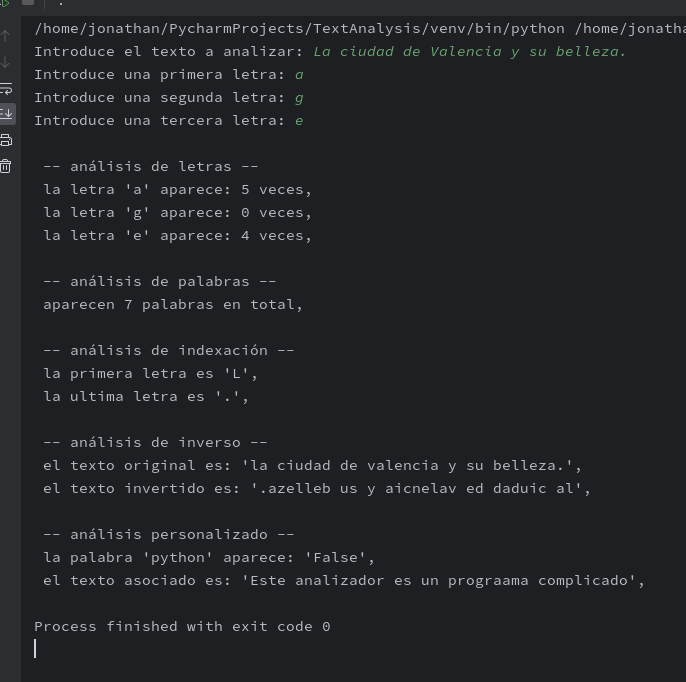 /home/jonathan/PycharmProjects/TextAnalysis/venv/bin/python /home/jonatha
Introduce el texto a analizar: La ciudad de Valencia y su belleza.
Introduce una primera letra: a
Introduce una segunda letra: g
Introduce una tercera letra: e
-- análisis de letras --
la letra 'a' aparece: 5 veces,
la letra 'g' aparece: 0 veces,
la letra 'e' aparece: 4 veces,
-- análisis de palabras --
aparecen 7 palabras en total,
-- análisis de indexación --
la primera letra es 'L',
la ultima letra es '.',
-- análisis de inverso --
el texto original es: 'la ciudad de valencia y su belleza.',
el texto invertido es: '.azelleb us y aicnelav ed daduic al',
-- análisis personalizado --
la palabra 'python' aparece: 'False',
el texto asociado es: 'Este analizador es un prograama complicado',
Process finished with exit code 0